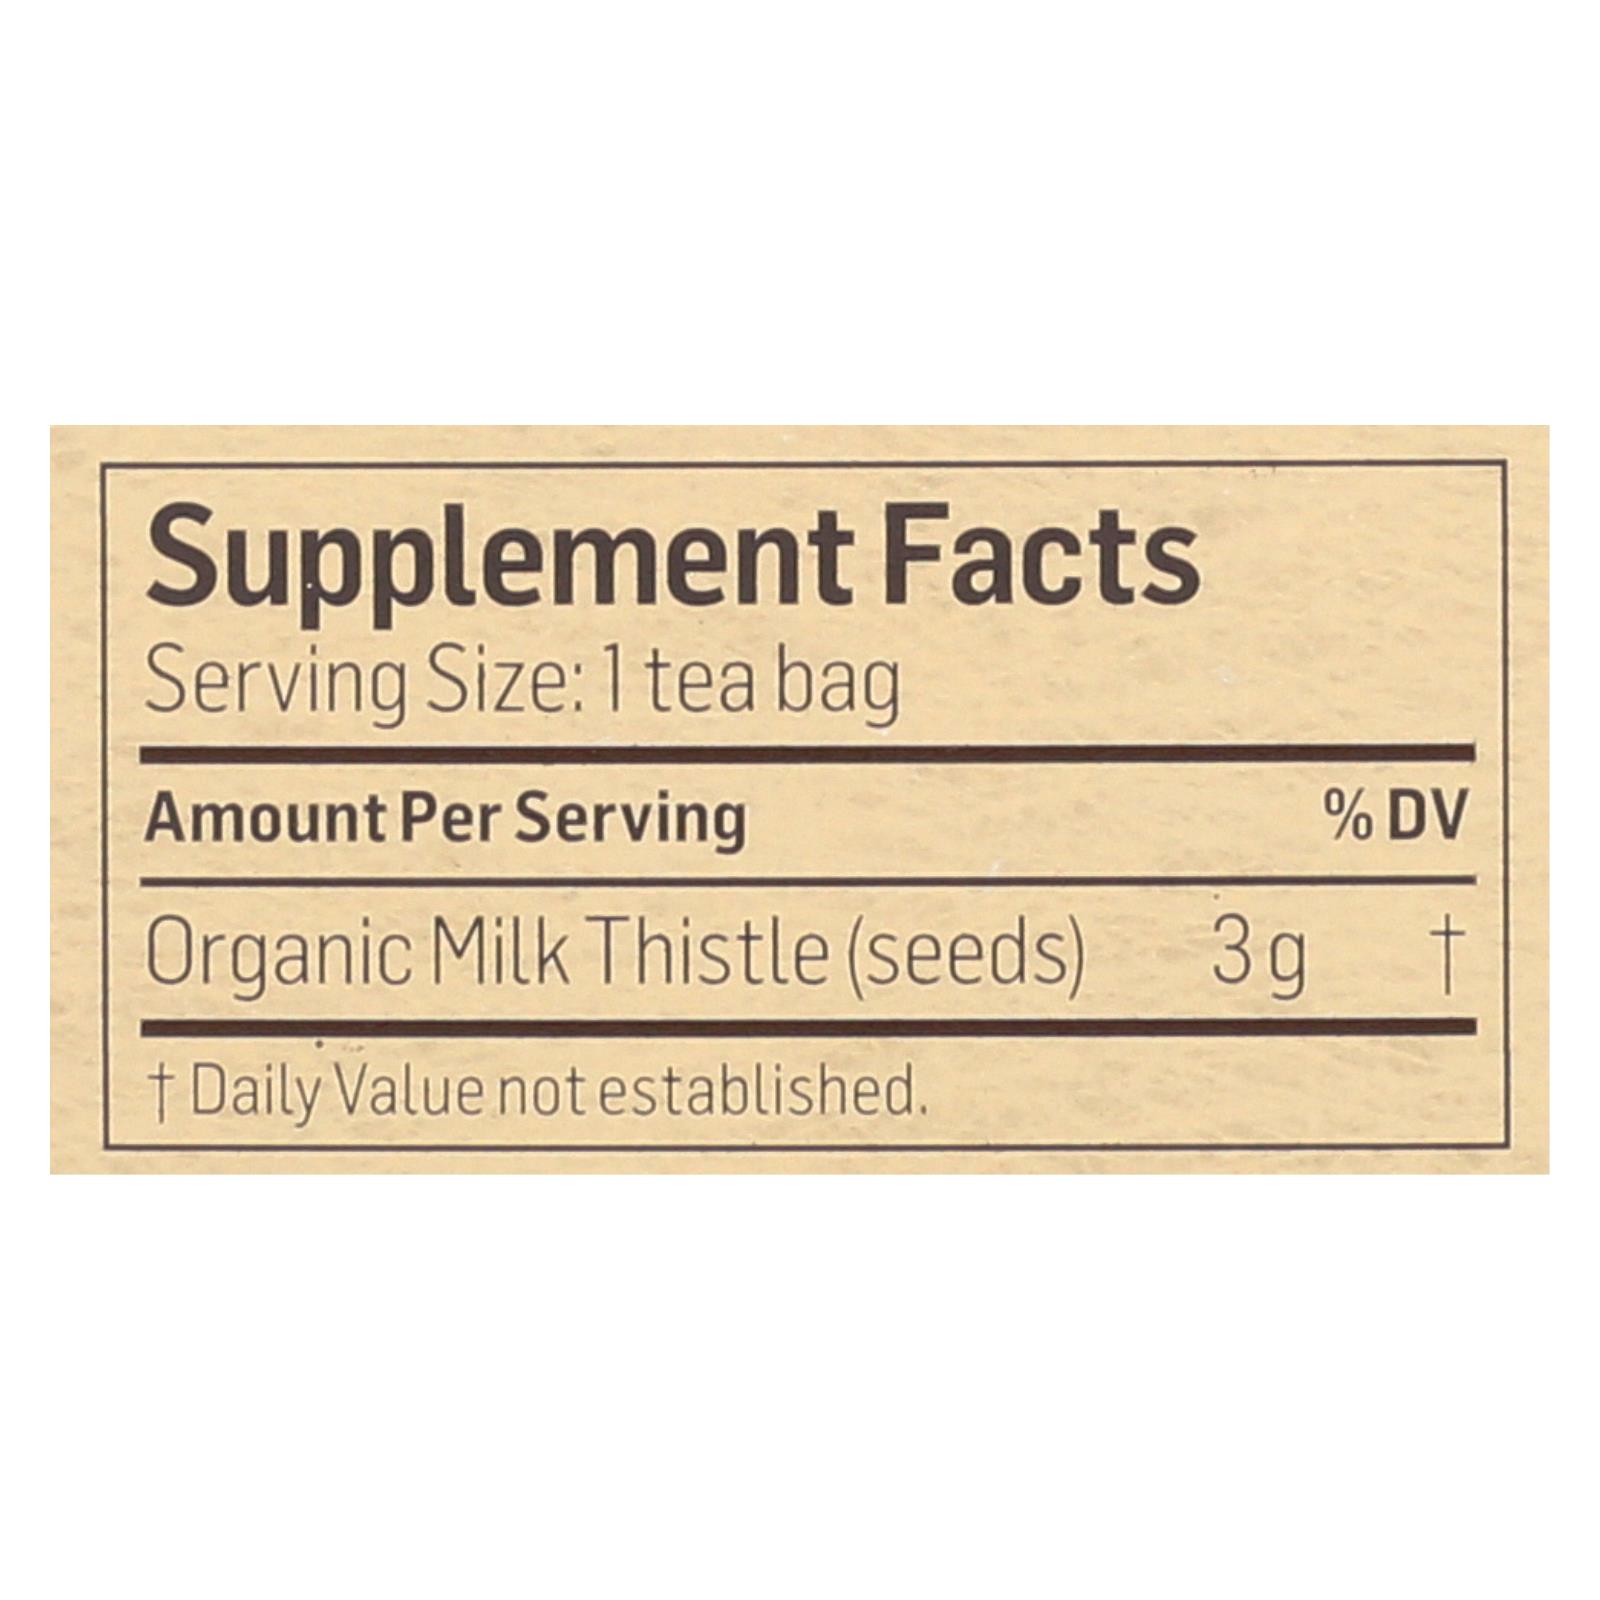 Supplement Facts
Serving Size: 1 tea bag
Amount Per Serving % DV
Organic Milk Thistle (seeds) 3 g †
† Daily Value not established.